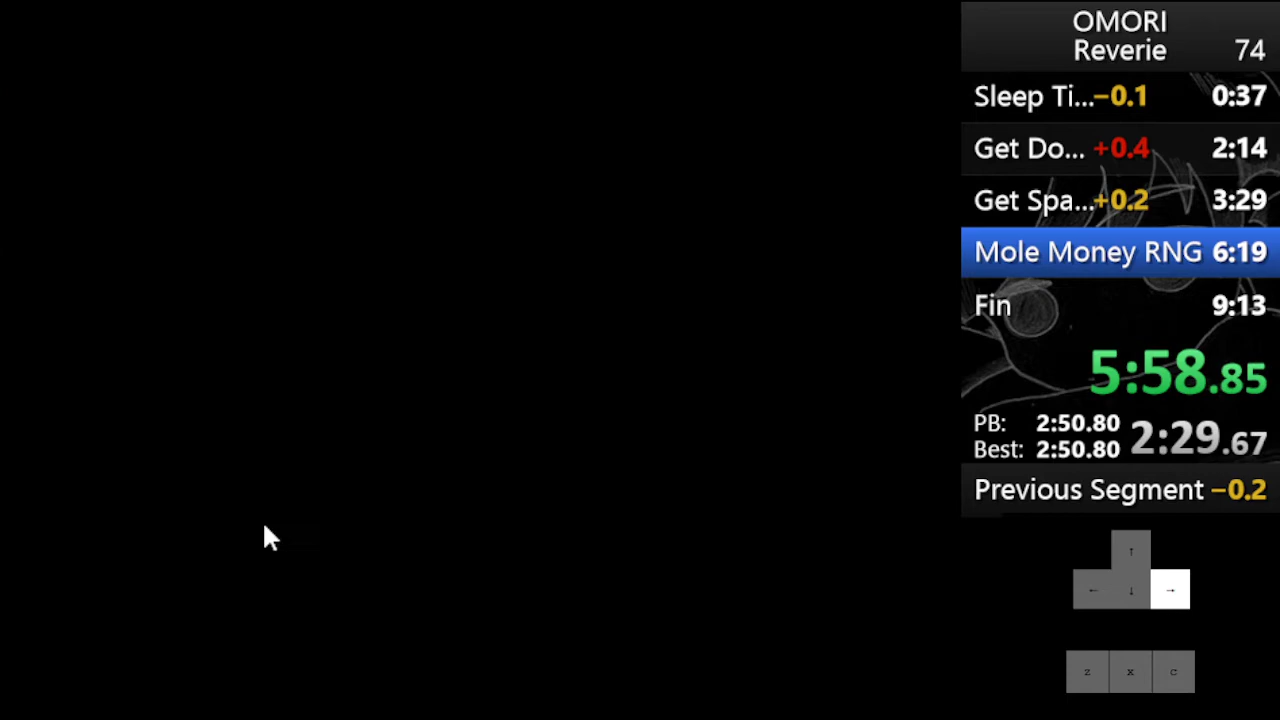 OMORI
Reverie 74
Sleep Ti... −0.1 0:37
Get Do... +0.4 2:14
Get Spa... +0.2 3:29
Mole Money RNG 6:19
Fin 9:13
5:58.85
PB: 2:50.80 2:29.67
Best: 2:50.80
Previous Segment −0.2
↑
← ↓ →
z x c